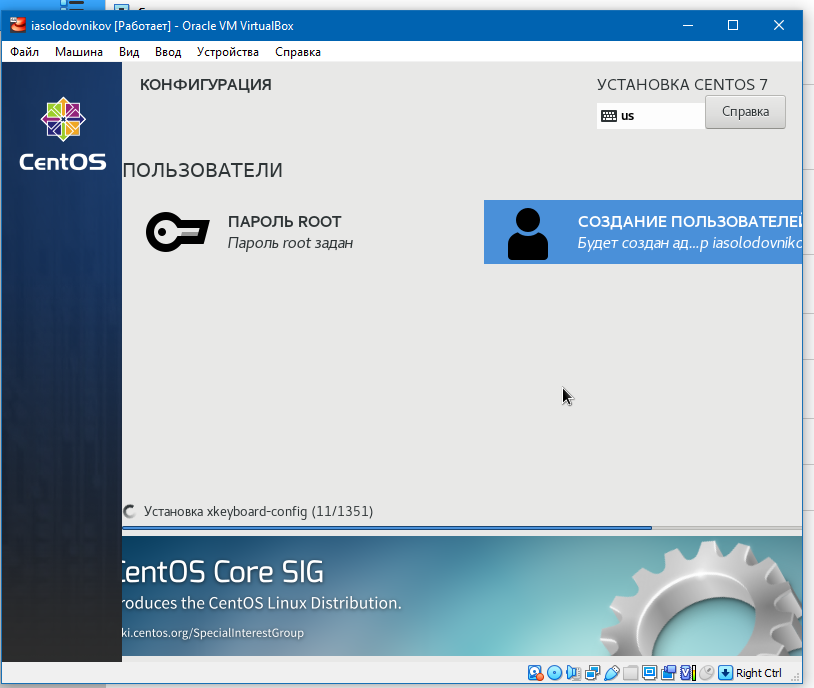 iasolodovnikov [Работает] - Oracle VM VirtualBox
Файл Машина Вид Ввод Устройства Справка
CentOS
КОНФИГУРАЦИЯ
УСТАНОВКА CENTOS 7
us
Справка
ПОЛЬЗОВАТЕЛИ
ПАРОЛЬ ROOT
Пароль root задан
СОЗДАНИЕ ПОЛЬЗОВАТЕЛЕЙ
Будет создан ад...р iasolodovniko
Установка xkeyboard-config (11/1351)
CentOS Core SIG
roduces the CentOS Linux Distribution.
ki.centos.org/SpecialInterestGroup
Right Ctrl